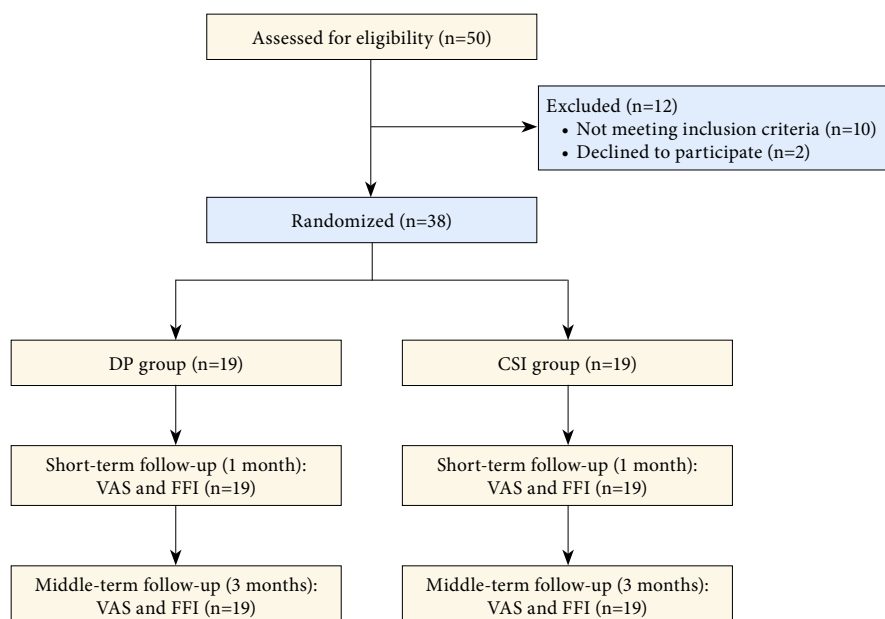 Assessed for eligibility (n=50)
Excluded (n=12)
• Not meeting inclusion criteria (n=10)
• Declined to participate (n=2)
Randomized (n=38)
DP group (n=19)
CSI group (n=19)
Short-term follow-up (1 month):
VAS and FFI (n=19)
Short-term follow-up (1 month):
VAS and FFI (n=19)
Middle-term follow-up (3 months):
VAS and FFI (n=19)
Middle-term follow-up (3 months):
VAS and FFI (n=19)